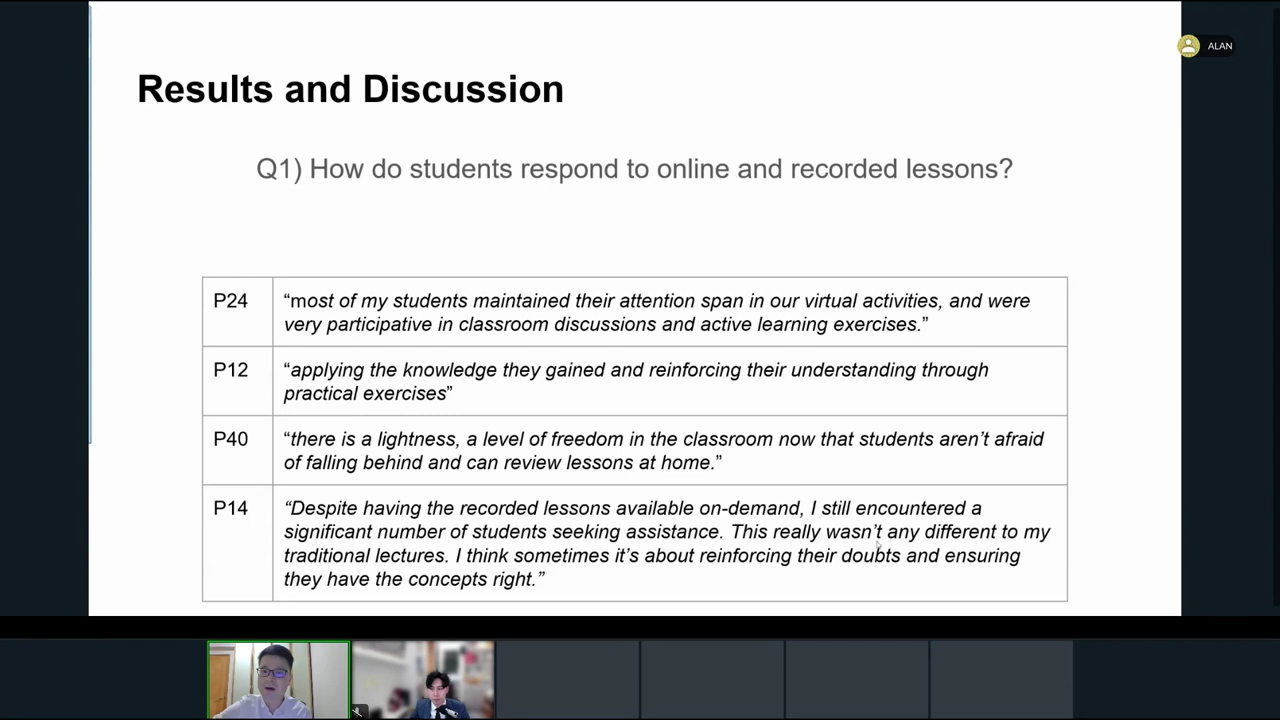 ALAN
Results and Discussion
Q1) How do students respond to online and recorded lessons?
P24
“most of my students maintained their attention span in our virtual activities, and were
very participative in classroom discussions and active learning exercises.”
P12
“applying the knowledge they gained and reinforcing their understanding through
practical exercises”
P40
“there is a lightness, a level of freedom in the classroom now that students aren’t afraid
of falling behind and can review lessons at home.”
P14
“Despite having the recorded lessons available on-demand, I still encountered a
significant number of students seeking assistance. This really wasn’t any different to my
traditional lectures. I think sometimes it’s about reinforcing their doubts and ensuring
they have the concepts right.”